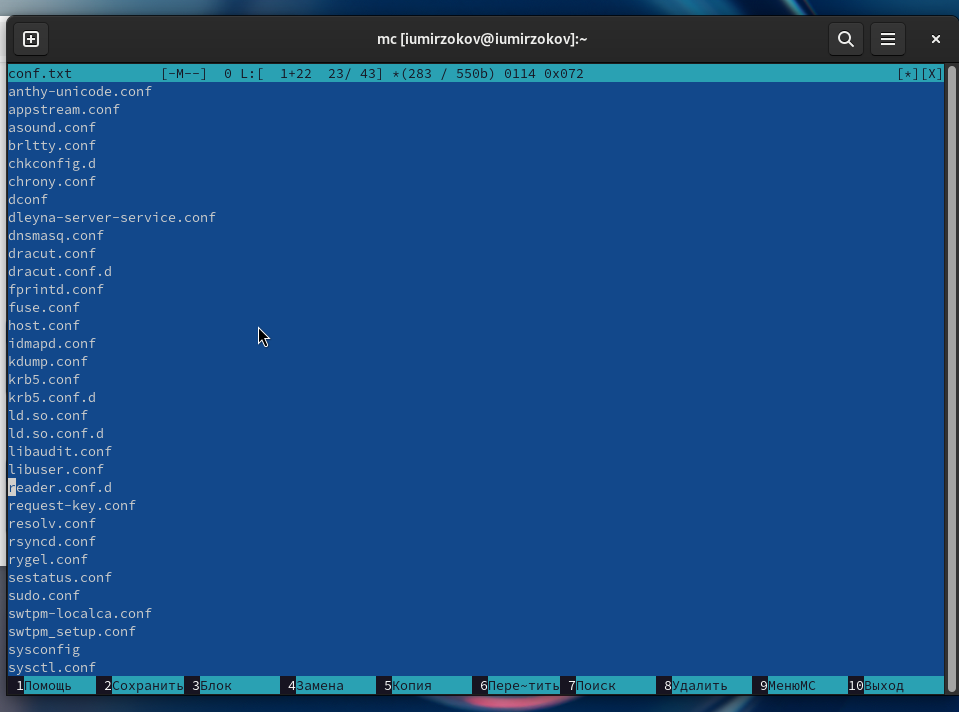 mc [iumirzokov@iumirzokov]:~
conf.txt [-M--] 0 L:[ 1+22 23/ 43] *(283 / 550b) 0114 0x072 [*][X]
anthy-unicode.conf
appstream.conf
asound.conf
brltty.conf
chkconfig.d
chrony.conf
dconf
dleyna-server-service.conf
dnsmasq.conf
dracut.conf
dracut.conf.d
fprintd.conf
fuse.conf
host.conf
idmapd.conf
kdump.conf
krb5.conf
krb5.conf.d
ld.so.conf
ld.so.conf.d
libaudit.conf
libuser.conf
reader.conf.d
request-key.conf
resolv.conf
rsyncd.conf
rygel.conf
sestatus.conf
sudo.conf
swtpm-localca.conf
swtpm_setup.conf
sysconfig
sysctl.conf
1Помощь 2Сохранить 3Блок 4Замена 5Копия 6Пере~тить 7Поиск 8Удалить 9МенюMC 10Выход